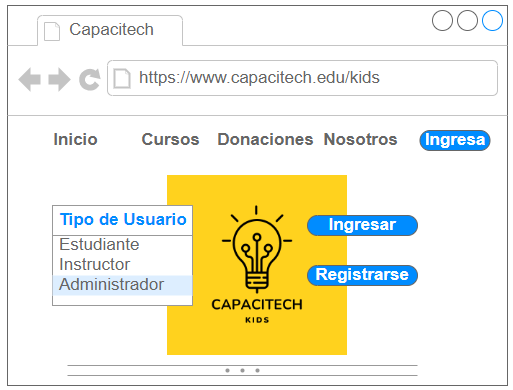 Capacitech
https://www.capacitech.edu/kids
Inicio Cursos Donaciones Nosotros Ingresa
Tipo de Usuario
Estudiante
Instructor
Administrador
Ingresar
Registrarse
CAPACITECH
KIDS